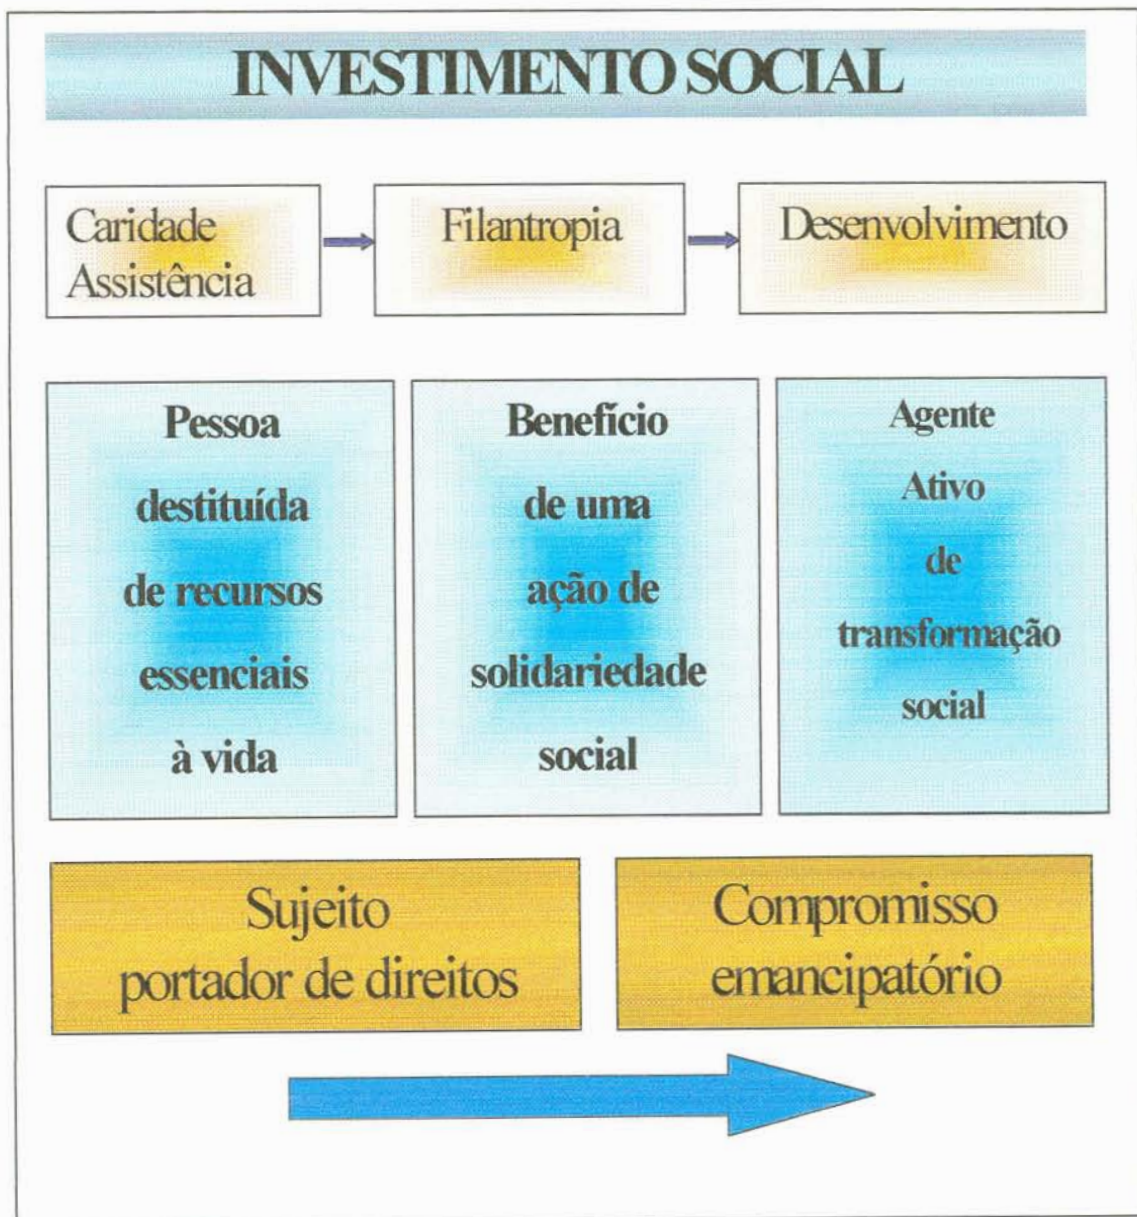 INVESTIMENTO SOCIAL
Caridade
Assistência
Filantropia
Desenvolvimento
Pessoa
destituída
de recursos
essenciais
à vida
Benefício
de uma
ação de
solidariedade
social
Agente
Ativo
de
transformação
social
Sujeito
portador de direitos
Compromisso
emancipatório